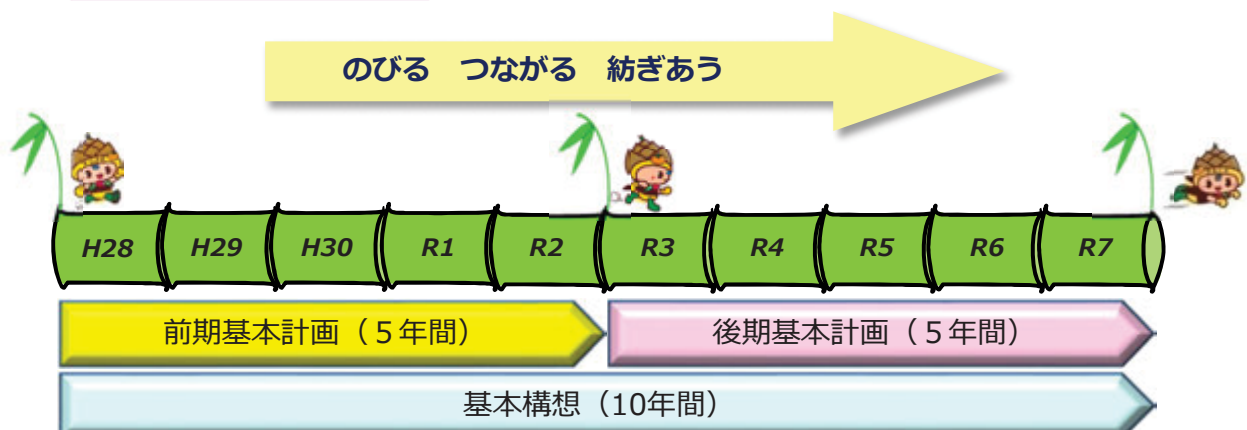 のびる つながる 紡ぎあう
H28 H29 H30 R1 R2 R3 R4 R5 R6 R7
前期基本計画（５年間） 後期基本計画（５年間）
基本構想（10年間）